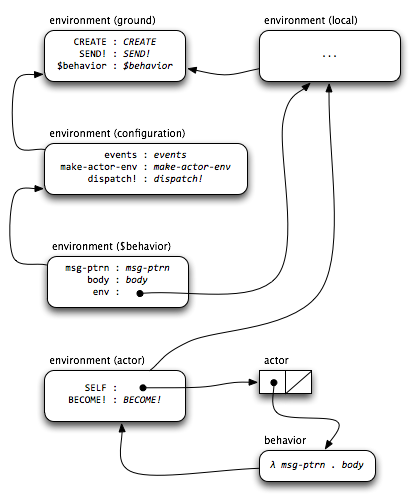 environment (ground)
CREATE : CREATE
SEND! : SEND!
$behavior : $behavior
environment (local)
...
environment (configuration)
events : events
make-actor-env : make-actor-env
dispatch! : dispatch!
environment ($behavior)
msg-ptrn : msg-ptrn
body : body
env :
environment (actor)
SELF :
BECOME! : BECOME!
actor
behavior
λ msg-ptrn . body